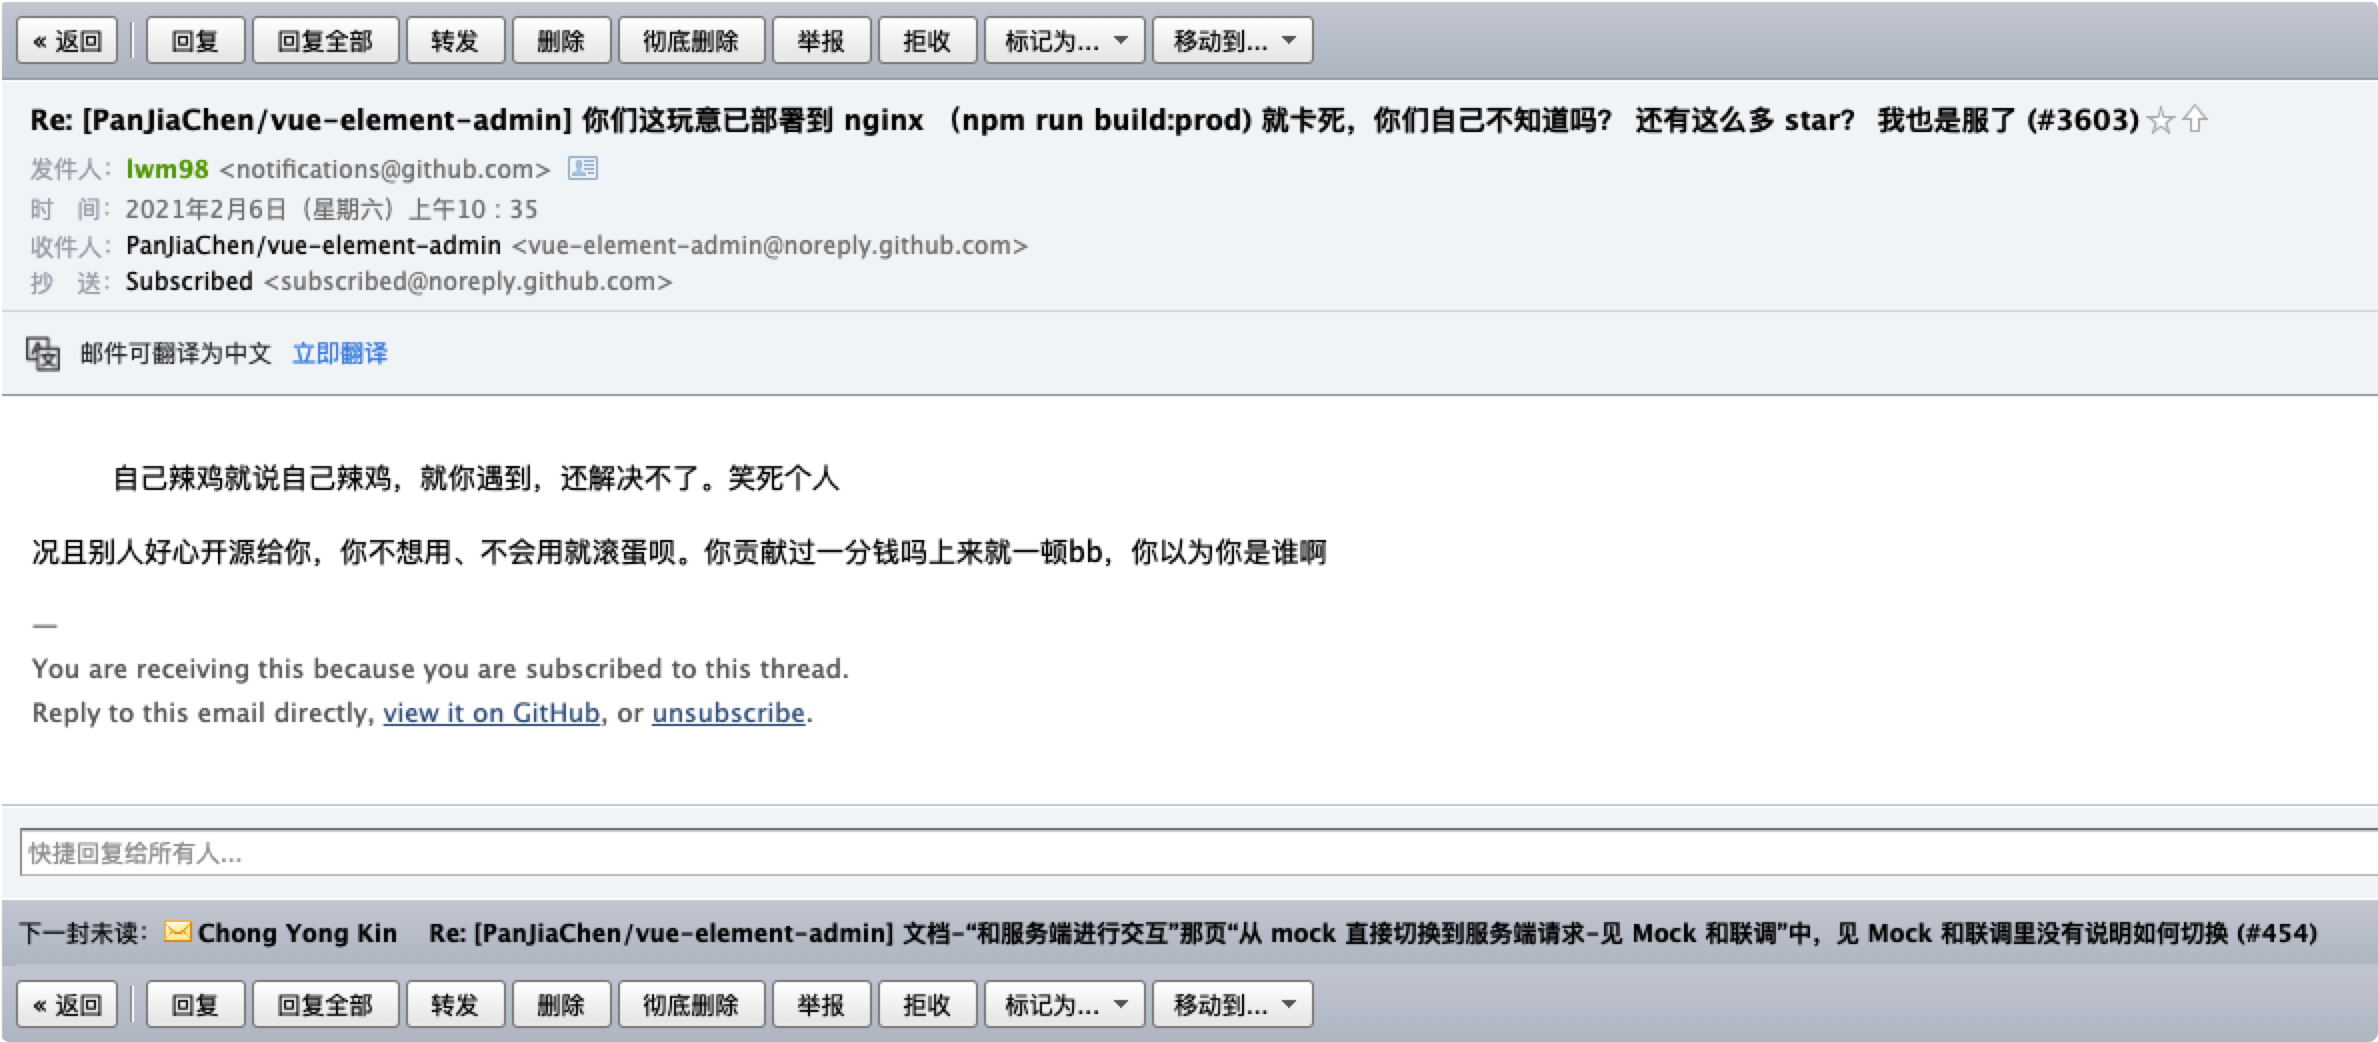 « 返回 回复 回复全部 转发 删除 彻底删除 举报 拒收 标记为... 移动到...
Re: [PanJiaChen/vue-element-admin] 你们这玩意已部署到 nginx （npm run build:prod) 就卡死，你们自己不知道吗？ 还有这么多 star？ 我也是服了 (#3603)
发件人：lwm98 <notifications@github.com>
时 间：2021年2月6日（星期六）上午10：35
收件人：PanJiaChen/vue-element-admin <vue-element-admin@noreply.github.com>
抄 送：Subscribed <subscribed@noreply.github.com>
邮件可翻译为中文 立即翻译
自己辣鸡就说自己辣鸡，就你遇到，还解决不了。笑死个人
况且别人好心开源给你，你不想用、不会用就滚蛋呗。你贡献过一分钱吗上来就一顿bb，你以为你是谁啊
—
You are receiving this because you are subscribed to this thread.
Reply to this email directly, view it on GitHub, or unsubscribe.
快捷回复给所有人...
下一封未读：Chong Yong Kin Re: [PanJiaChen/vue-element-admin] 文档-“和服务端进行交互”那页“从 mock 直接切换到服务端请求-见 Mock 和联调”中，见 Mock 和联调里没有说明如何切换 (#454)
« 返回 回复 回复全部 转发 删除 彻底删除 举报 拒收 标记为... 移动到...